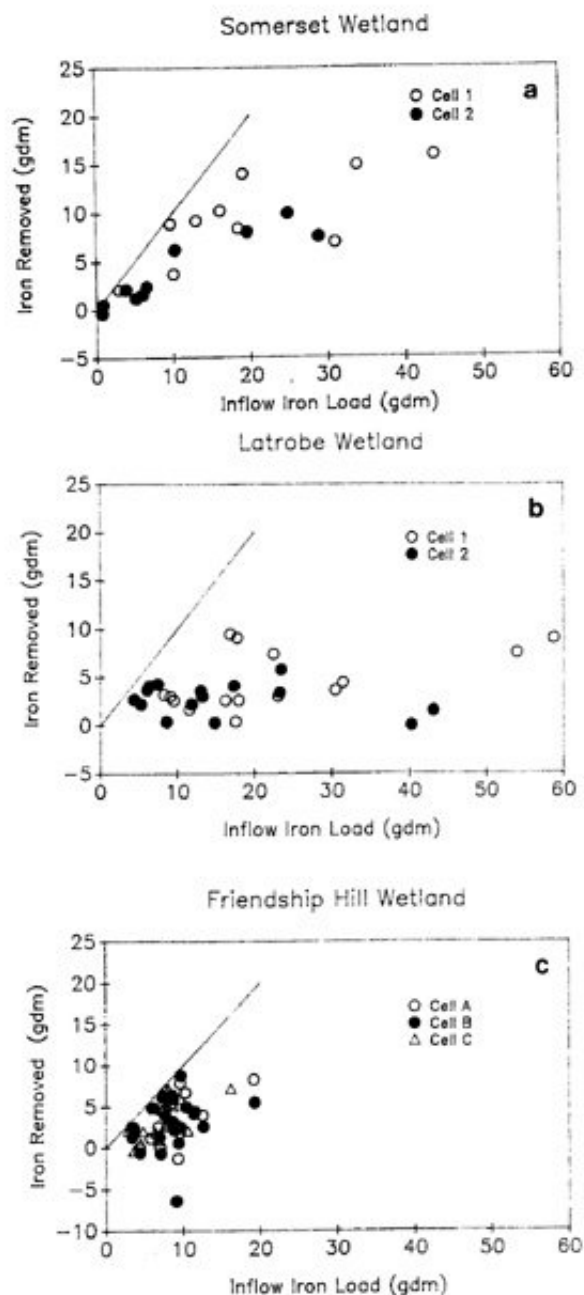 Somerset Wetland
25
20
15
10
5
0
−5
Iron Removed (gdm)
a
Cell 1
Cell 2
0 10 20 30 40 50 60
Inflow Iron Load (gdm)
Latrobe Wetland
25
20
15
10
5
0
−5
Iron Removed (gdm)
b
Cell 1
Cell 2
0 10 20 30 40 50 60
Inflow Iron Load (gdm)
Friendship Hill Wetland
25
20
15
10
5
0
−5
−10
Iron Removed (gdm)
c
Cell A
Cell B
Cell C
0 10 20 30 40 50 60
Inflow Iron Load (gdm)